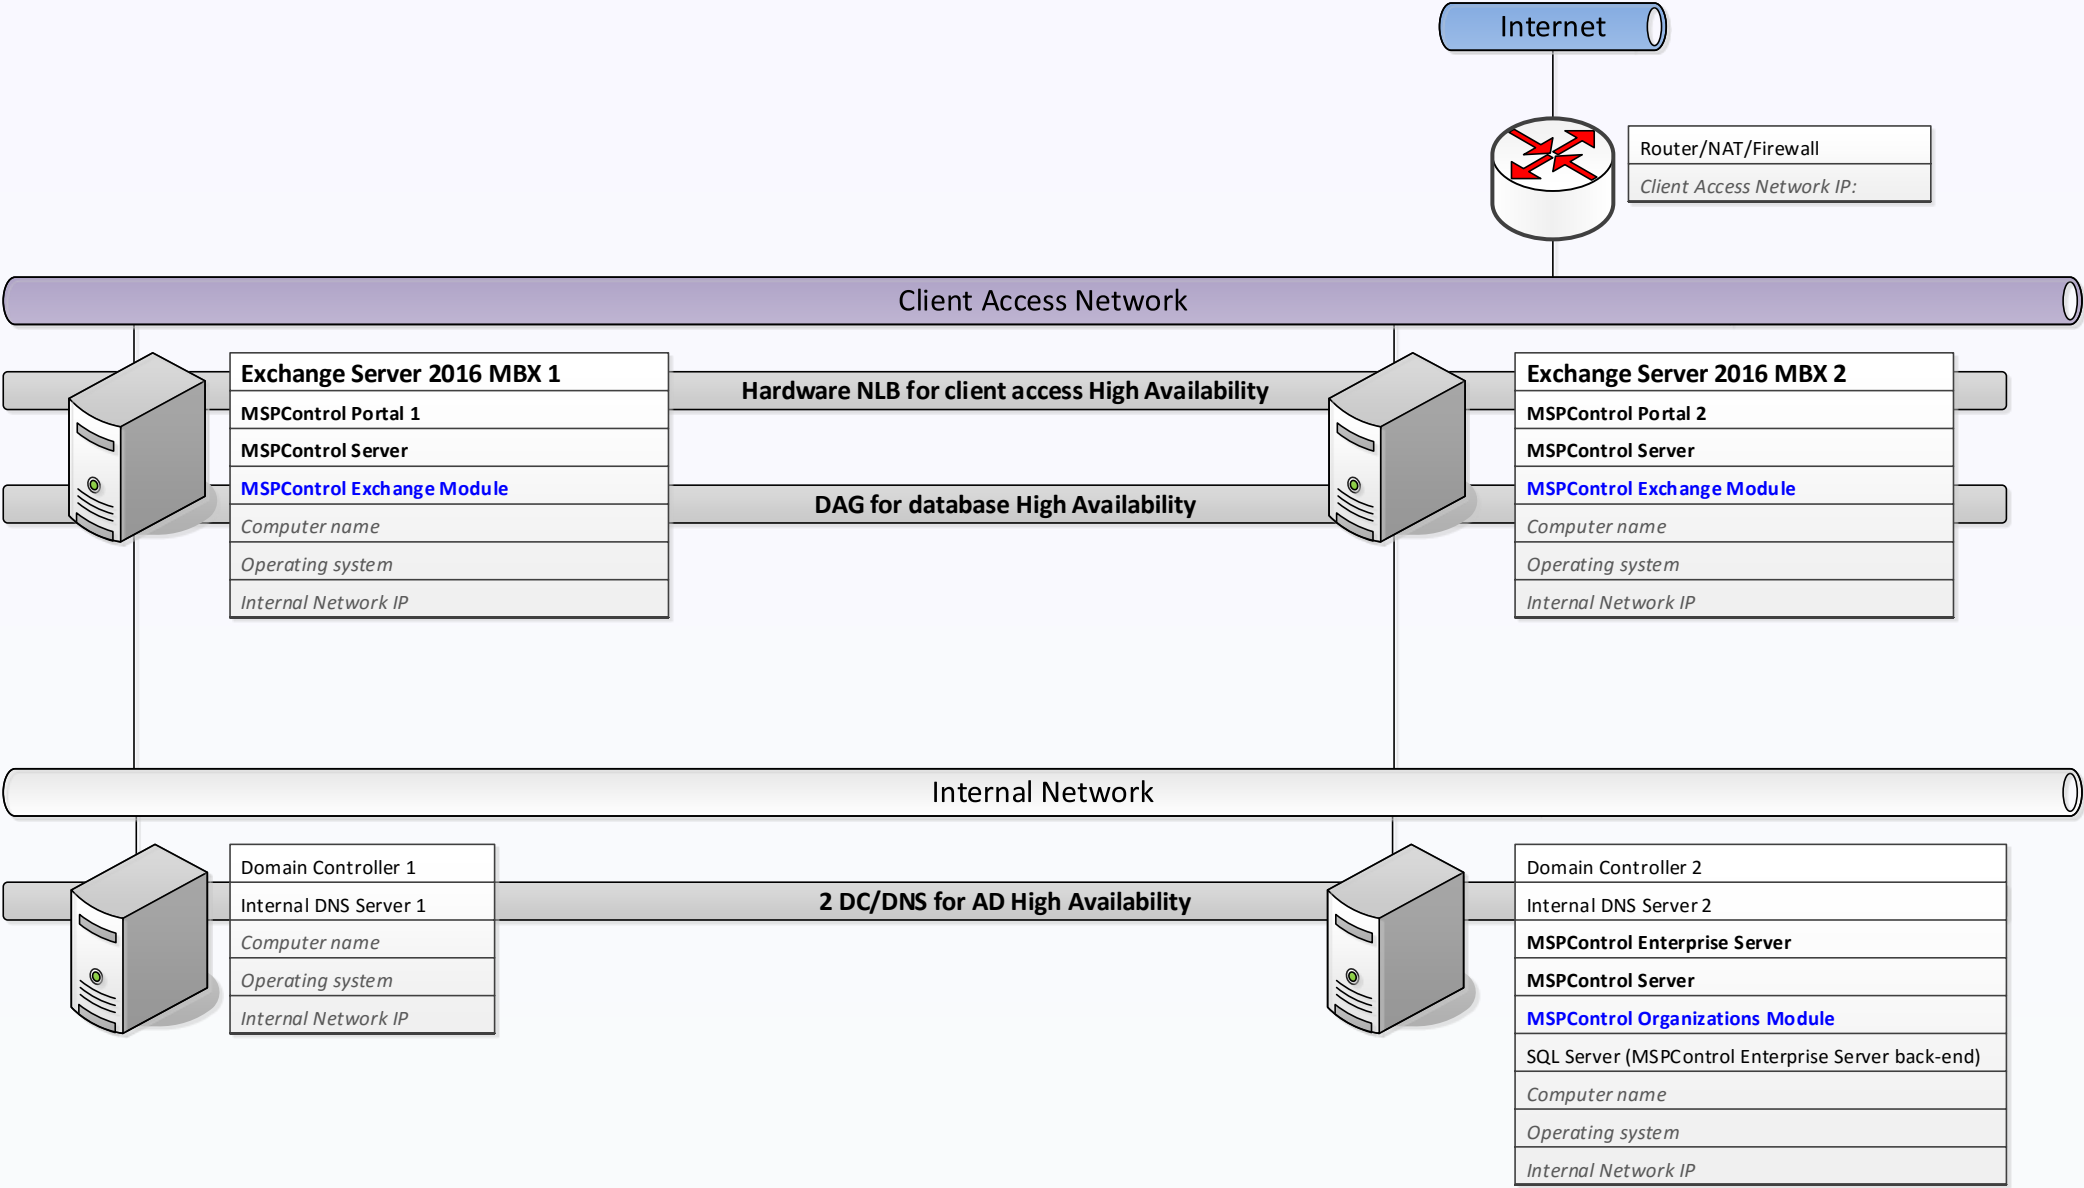 Internet
Router/NAT/Firewall
Client Access Network IP:
Client Access Network
Exchange Server 2016 MBX 1
MSPControl Portal 1
MSPControl Server
MSPControl Exchange Module
Computer name
Operating system
Internal Network IP
Hardware NLB for client access High Availability
DAG for database High Availability
Exchange Server 2016 MBX 2
MSPControl Portal 2
MSPControl Server
MSPControl Exchange Module
Computer name
Operating system
Internal Network IP
Internal Network
Domain Controller 1
Internal DNS Server 1
Computer name
Operating system
Internal Network IP
2 DC/DNS for AD High Availability
Domain Controller 2
Internal DNS Server 2
MSPControl Enterprise Server
MSPControl Server
MSPControl Organizations Module
SQL Server (MSPControl Enterprise Server back-end)
Computer name
Operating system
Internal Network IP